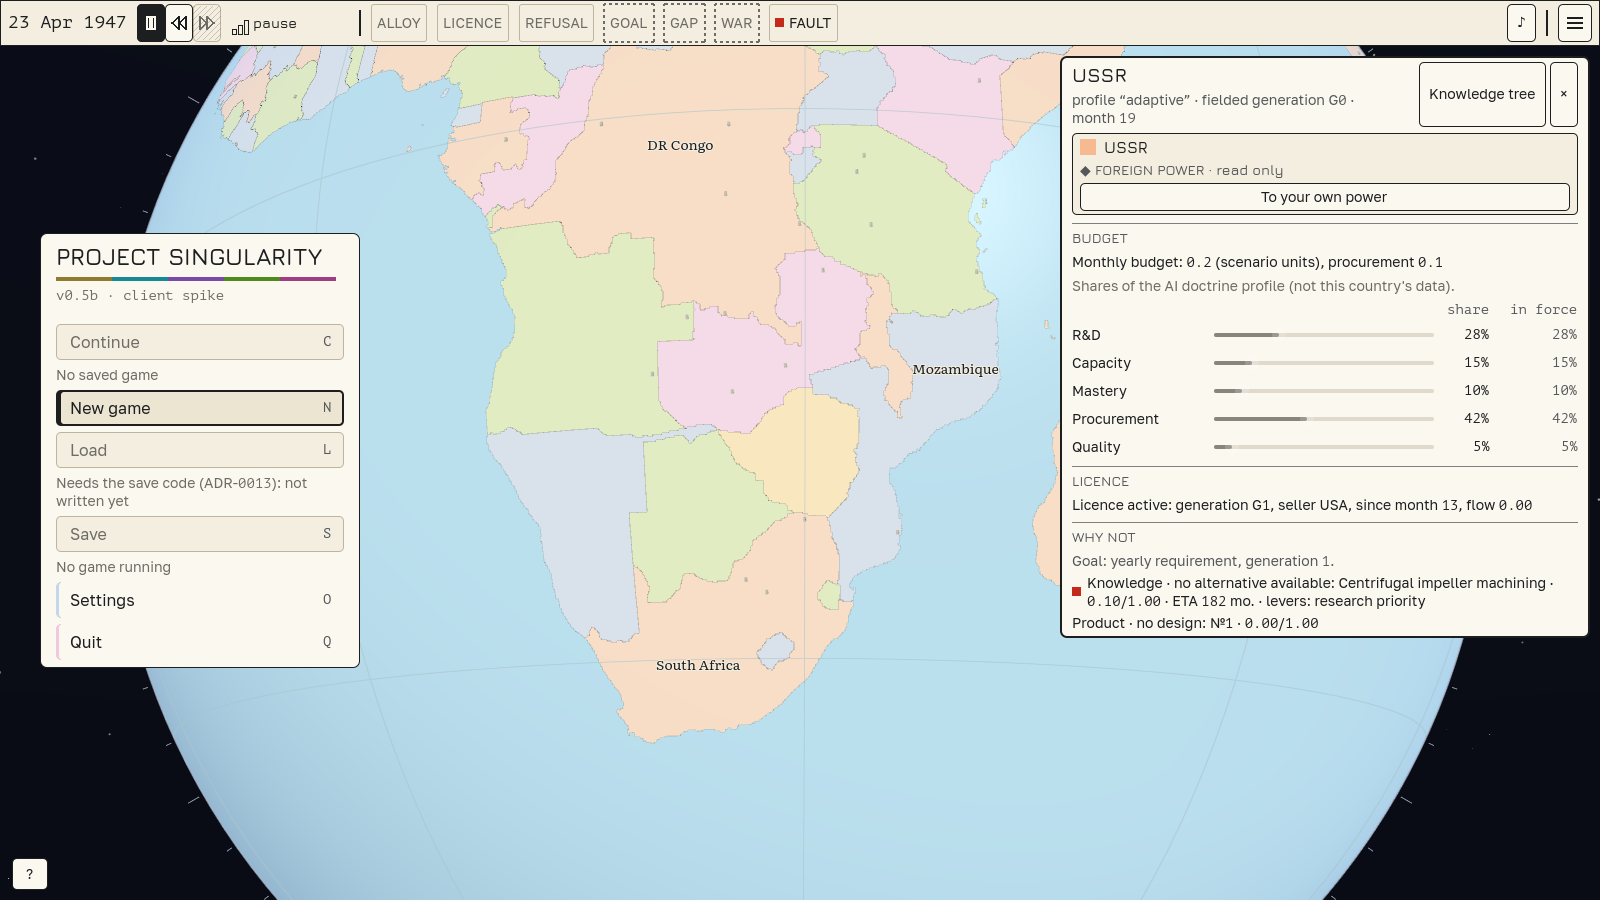 23 Apr 1947
pause
ALLOY
LICENCE
REFUSAL
GOAL
GAP
WAR
FAULT
♪
USSR
profile “adaptive” · fielded generation G0 ·
month 19
Knowledge tree
×
USSR
◆ FOREIGN POWER · read only
To your own power
BUDGET
Monthly budget: 0.2 (scenario units), procurement 0.1
Shares of the AI doctrine profile (not this country's data).
share in force
R&D 28% 28%
Capacity 15% 15%
Mastery 10% 10%
Procurement 42% 42%
Quality 5% 5%
LICENCE
Licence active: generation G1, seller USA, since month 13, flow 0.00
WHY NOT
Goal: yearly requirement, generation 1.
Knowledge · no alternative available: Centrifugal impeller machining ·
0.10/1.00 · ETA 182 mo. · levers: research priority
Product · no design: №1 · 0.00/1.00
PROJECT SINGULARITY
v0.5b · client spike
Continue C
No saved game
New game N
Load L
Needs the save code (ADR-0013): not
written yet
Save S
No game running
Settings O
Quit Q
DR Congo
Mozambique
South Africa
?